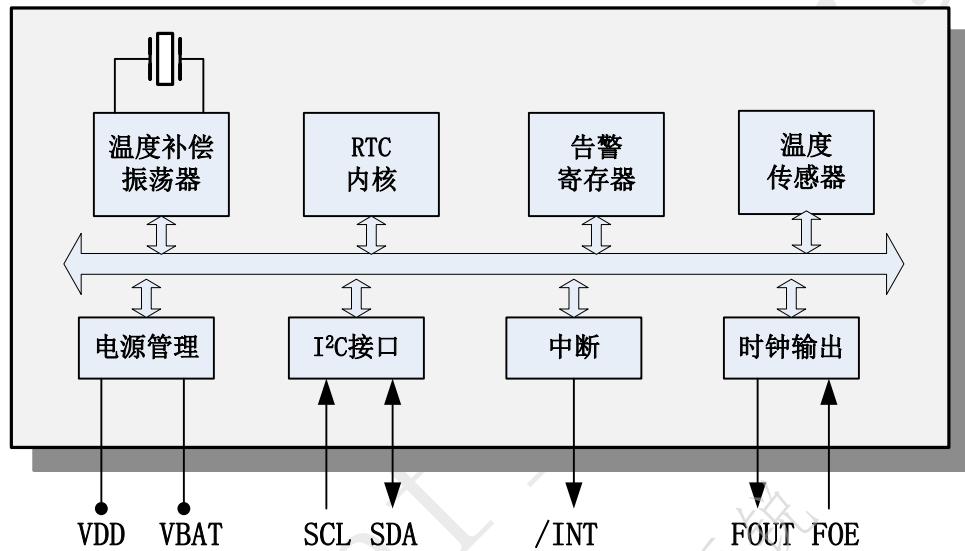 温度补偿
振荡器
RTC
内核
告警
寄存器
温度
传感器
电源管理
I²C接口
中断
时钟输出
VDD
VBAT
SCL
SDA
/INT
FOUT
FOE